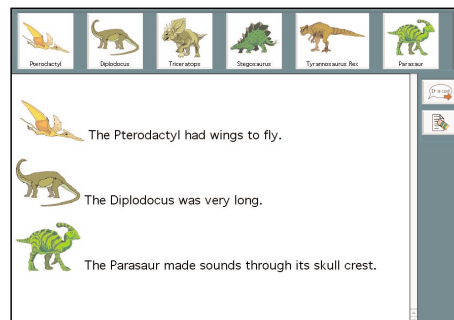 Pterodactyl Diplodocus Triceratops Stegosaurus Tyrannosaurus Rex Parasaur
The Pterodactyl had wings to fly.
The Diplodocus was very long.
The Parasaur made sounds through its skull crest.